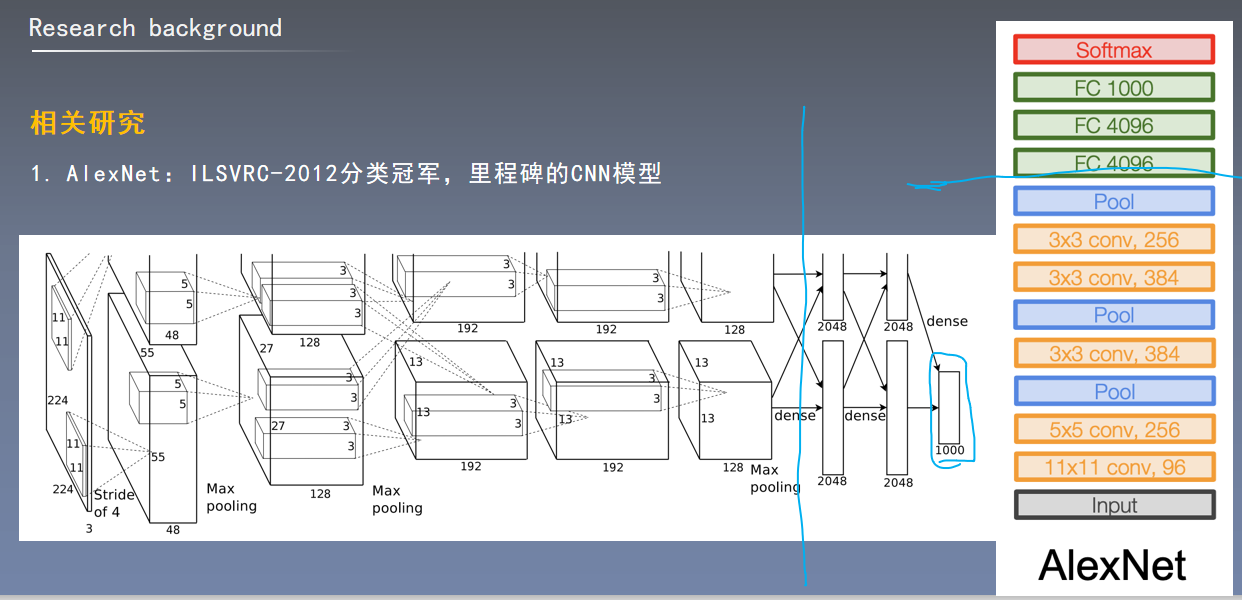 Research background
相关研究
1. AlexNet：ILSVRC-2012分类冠军，里程碑的CNN模型
11
11
224
11
11
224
3
Stride
of 4
55
48
5
5
55
48
5
5
Max
pooling
27
128
3
3
3
27
128
3
3
3
3
Max
pooling
192
3
3
13
13
192
3
3
192
3
3
13
13
192
3
3
128
13
13
128
Max
pooling
dense
2048
2048
dense
2048
2048
dense
1000
Softmax
FC 1000
FC 4096
FC 4096
Pool
3x3 conv, 256
3x3 conv, 384
Pool
3x3 conv, 384
Pool
5x5 conv, 256
11x11 conv, 96
Input
AlexNet